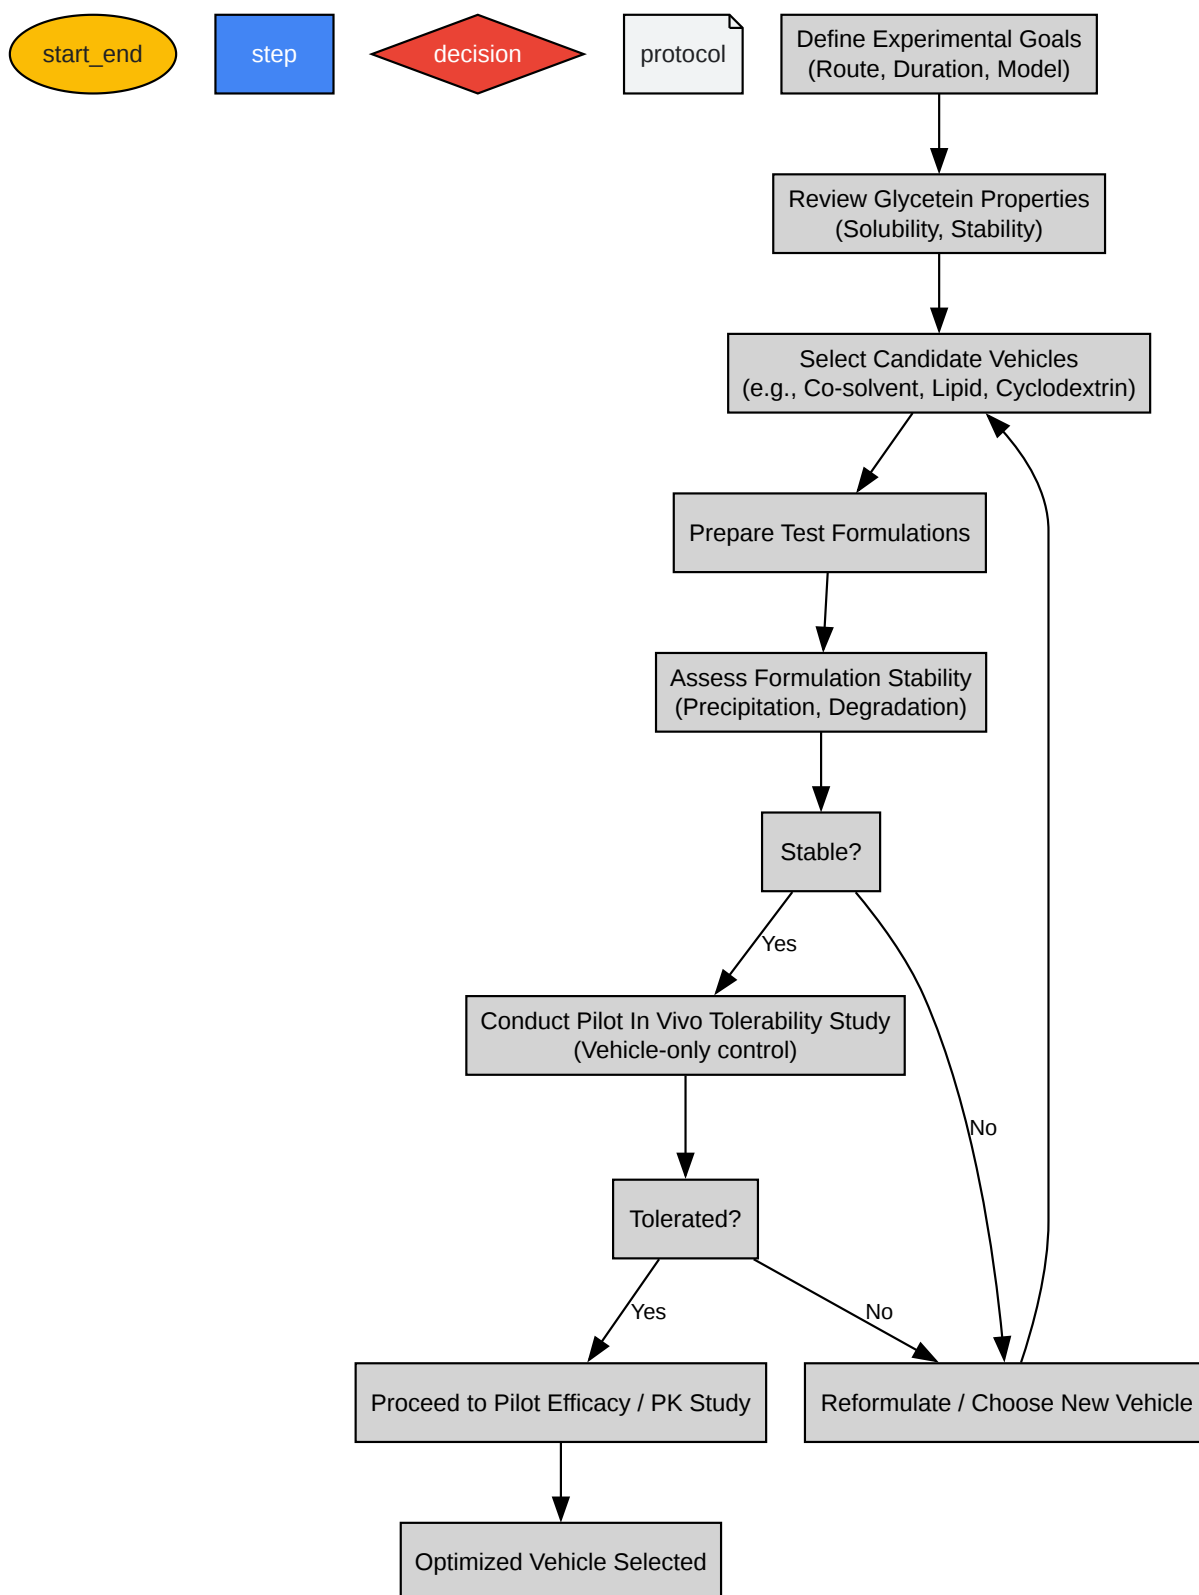 start_end
step
decision
protocol
Define Experimental Goals
(Route, Duration, Model)
Review Glycetein Properties
(Solubility, Stability)
Select Candidate Vehicles
(e.g., Co-solvent, Lipid, Cyclodextrin)
Prepare Test Formulations
Assess Formulation Stability
(Precipitation, Degradation)
Stable?
Yes
Conduct Pilot In Vivo Tolerability Study
(Vehicle-only control)
No
Tolerated?
Yes
No
Proceed to Pilot Efficacy / PK Study
Reformulate / Choose New Vehicle
Optimized Vehicle Selected